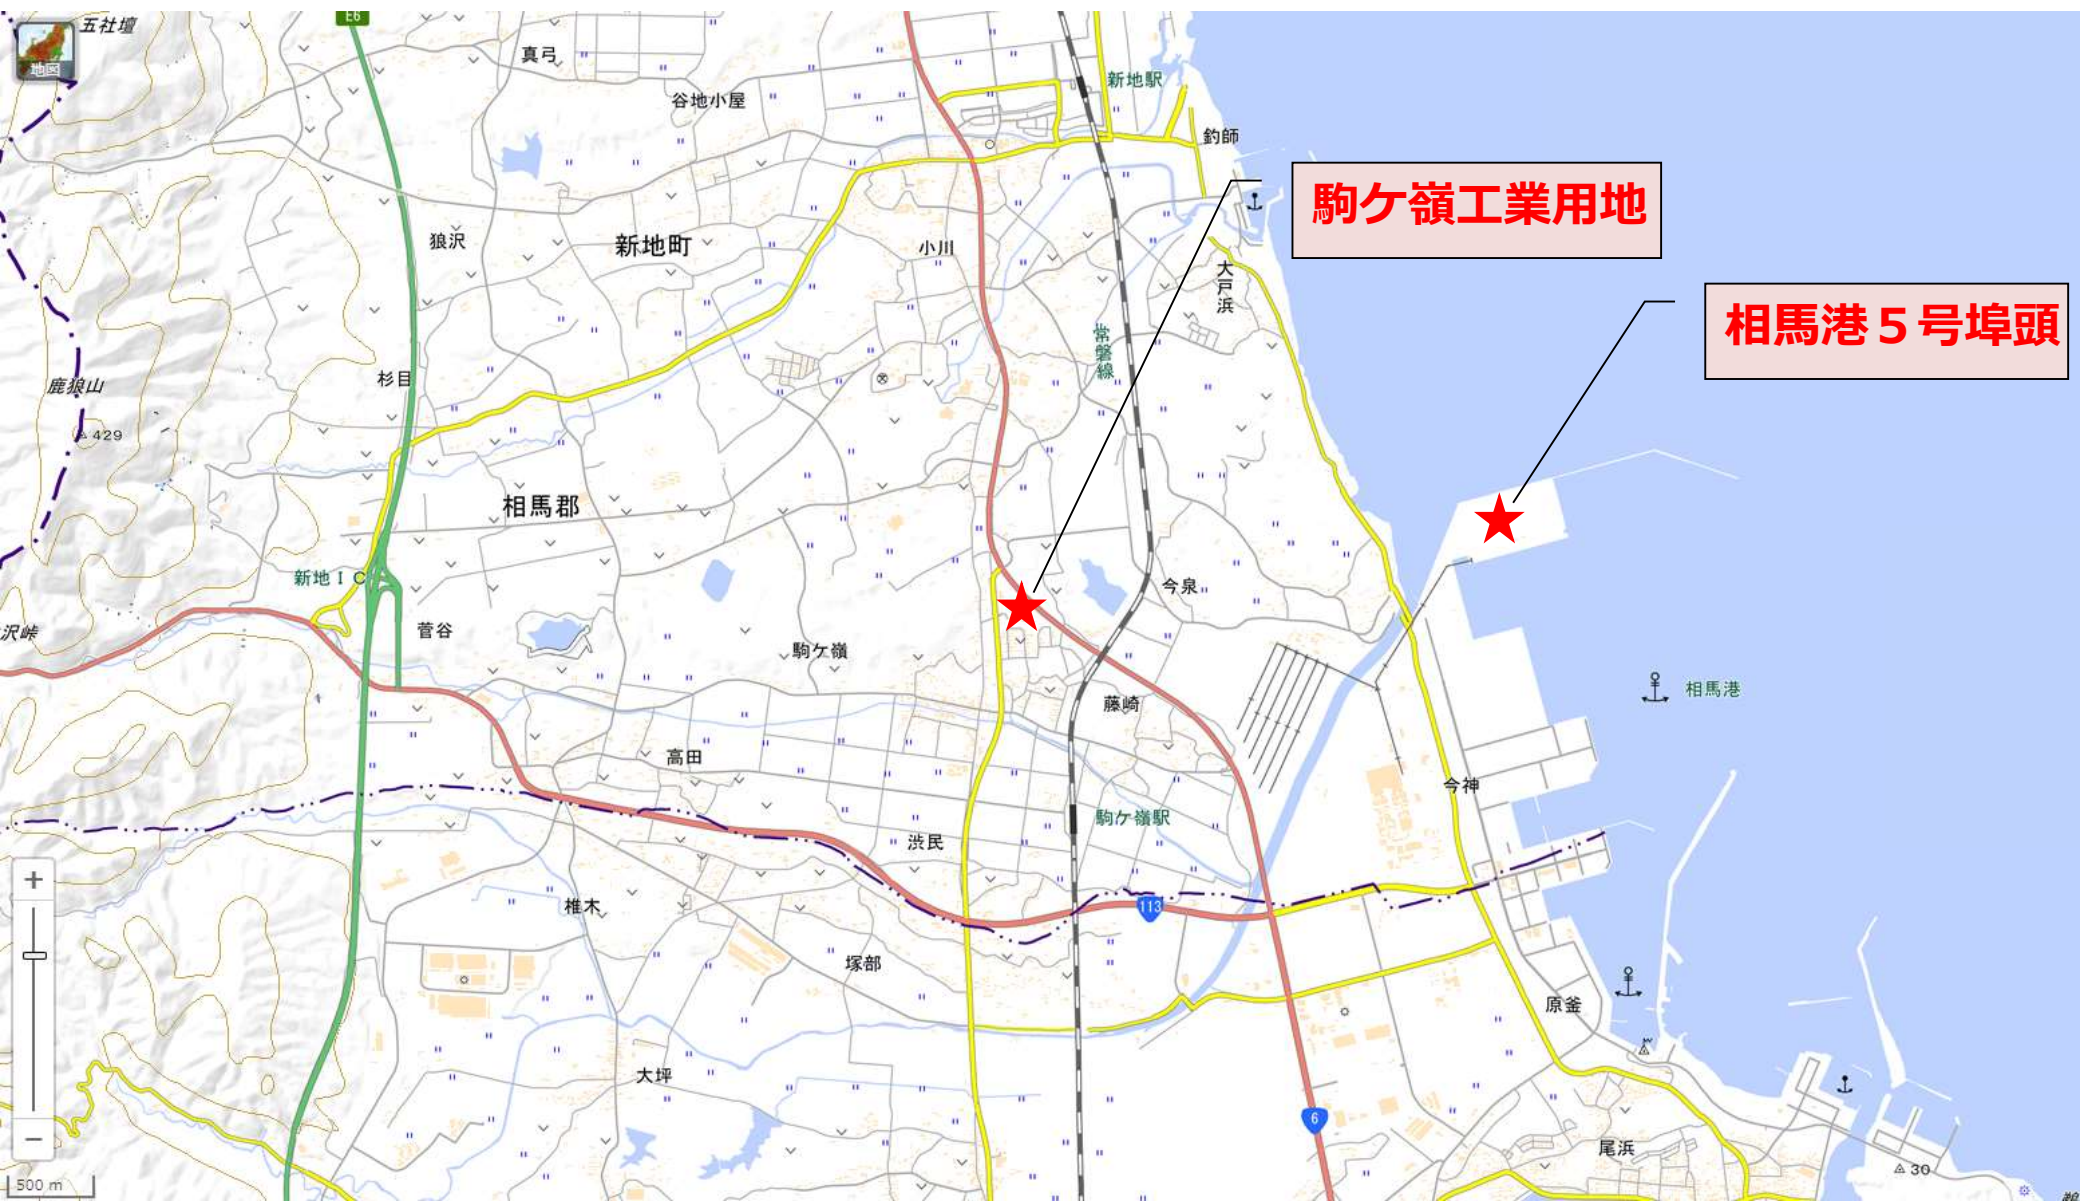 E6
五社壇
地図
真弓
谷地小屋
新地駅
釣師
駒ケ嶺工業用地
狼沢
新地町
小川
大戸浜
相馬港５号埠頭
常磐線
鹿狼山
杉目
429
相馬郡
新地ＩＣ
今泉
沢峠
菅谷
駒ケ嶺
相馬港
藤崎
高田
今神
駒ケ嶺駅
渋民
＋
椎木
113
塚部
原釜
大坪
6
尾浜
－
30
500 m